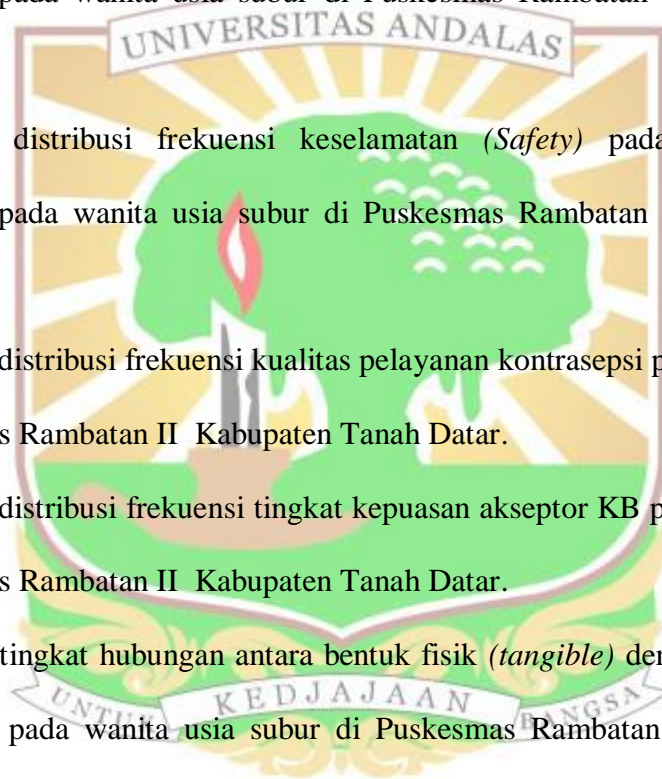 pada wanita usia subur di Puskesmas Rambatan
UNIVERSITAS ANDALAS
distribusi frekuensi keselamatan (Safety) pada
pada wanita usia subur di Puskesmas Rambatan
distribusi frekuensi kualitas pelayanan kontrasepsi p
s Rambatan II Kabupaten Tanah Datar.
distribusi frekuensi tingkat kepuasan akseptor KB p
s Rambatan II Kabupaten Tanah Datar.
tingkat hubungan antara bentuk fisik (tangible) den
UNTUK KEDJAJAAN BANGSA
pada wanita usia subur di Puskesmas Rambatan